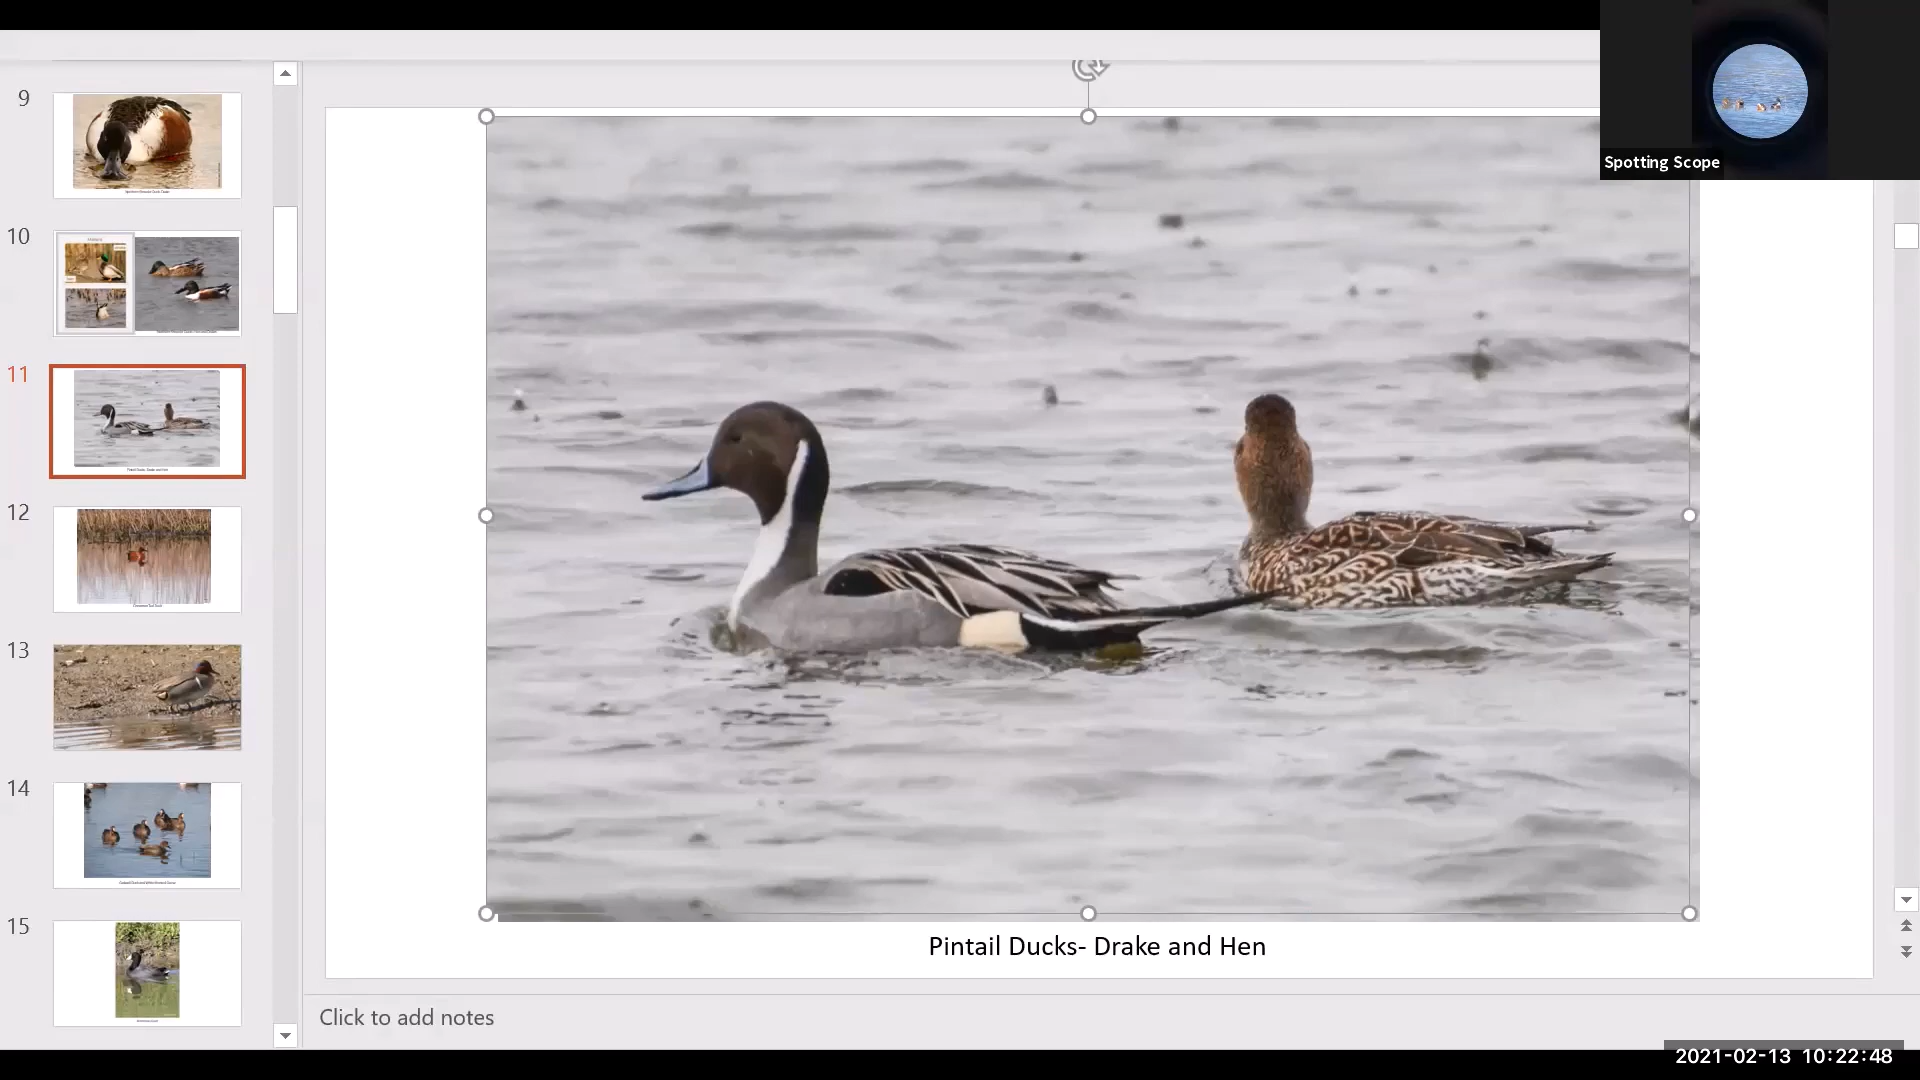 Spotting Scope
9
10
11
12
13
14
15
Pintail Ducks- Drake and Hen
Click to add notes
2021-02-13 10:22:48